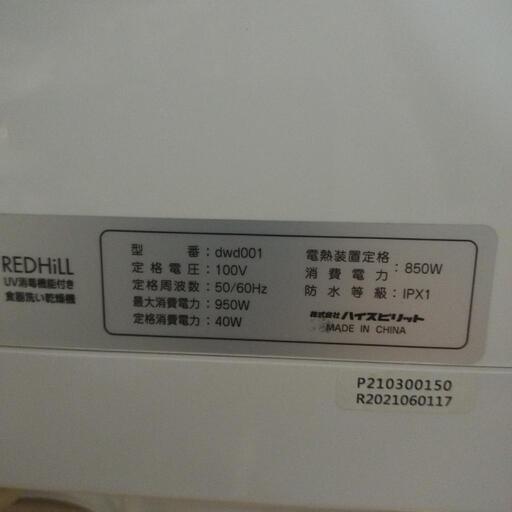 REDHiLL
UV消毒機能付き
食器洗い乾燥機
型番：dwd001
定格電圧：100V
定格周波数：50/60Hz
最大消費電力：950W
定格消費電力：40W
電熱装置定格
消費電力：850W
防水等級：IPX1
株式会社ハイスピリット
MADE IN CHINA
P210300150
R2021060117